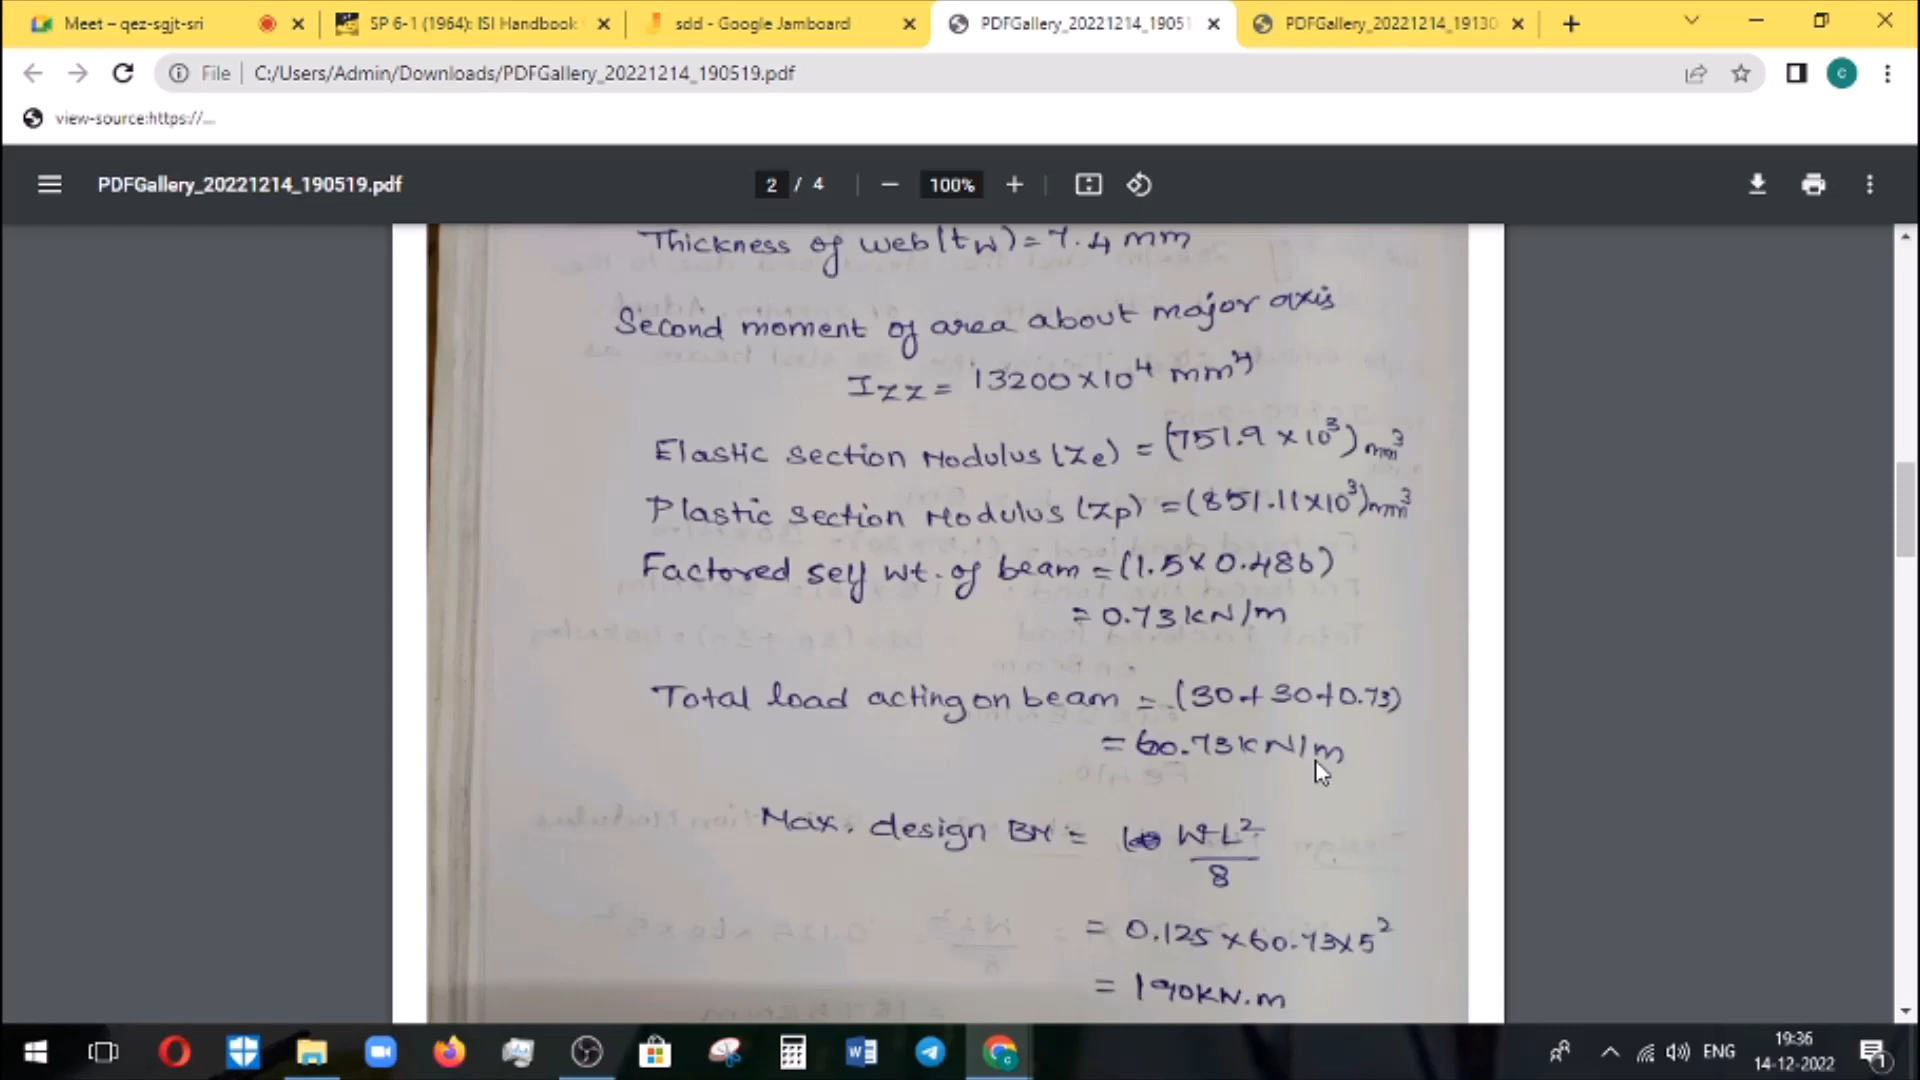 Meet – qez-sgjt-sri
SP 6-1 (1964): ISI Handbook
sdd - Google Jamboard
PDFGallery_20221214_19051
PDFGallery_20221214_19130
File
C:/Users/Admin/Downloads/PDFGallery_20221214_190519.pdf
C
view-source:https://...
PDFGallery_20221214_190519.pdf
2 / 4
100%
Thickness of web(tw)=7.4 mm
Second moment of area about major axis
Izz = 13200×10⁴ mm⁴
Elastic section Modulus (Ze) = (751.9 ×10³) mm³
Plastic section Modulus (Zp) = (851.11×10³)mm³
Factored self wt. of beam = (1.5×0.486)
= 0.73 kN/m
Total load acting on beam = (30+30+0.73)
= 60.73kN/m
Max. design BM = WL²
8
= 0.125×60.73×5²
= 190kN.m
ENG
19:36
14-12-2022
1